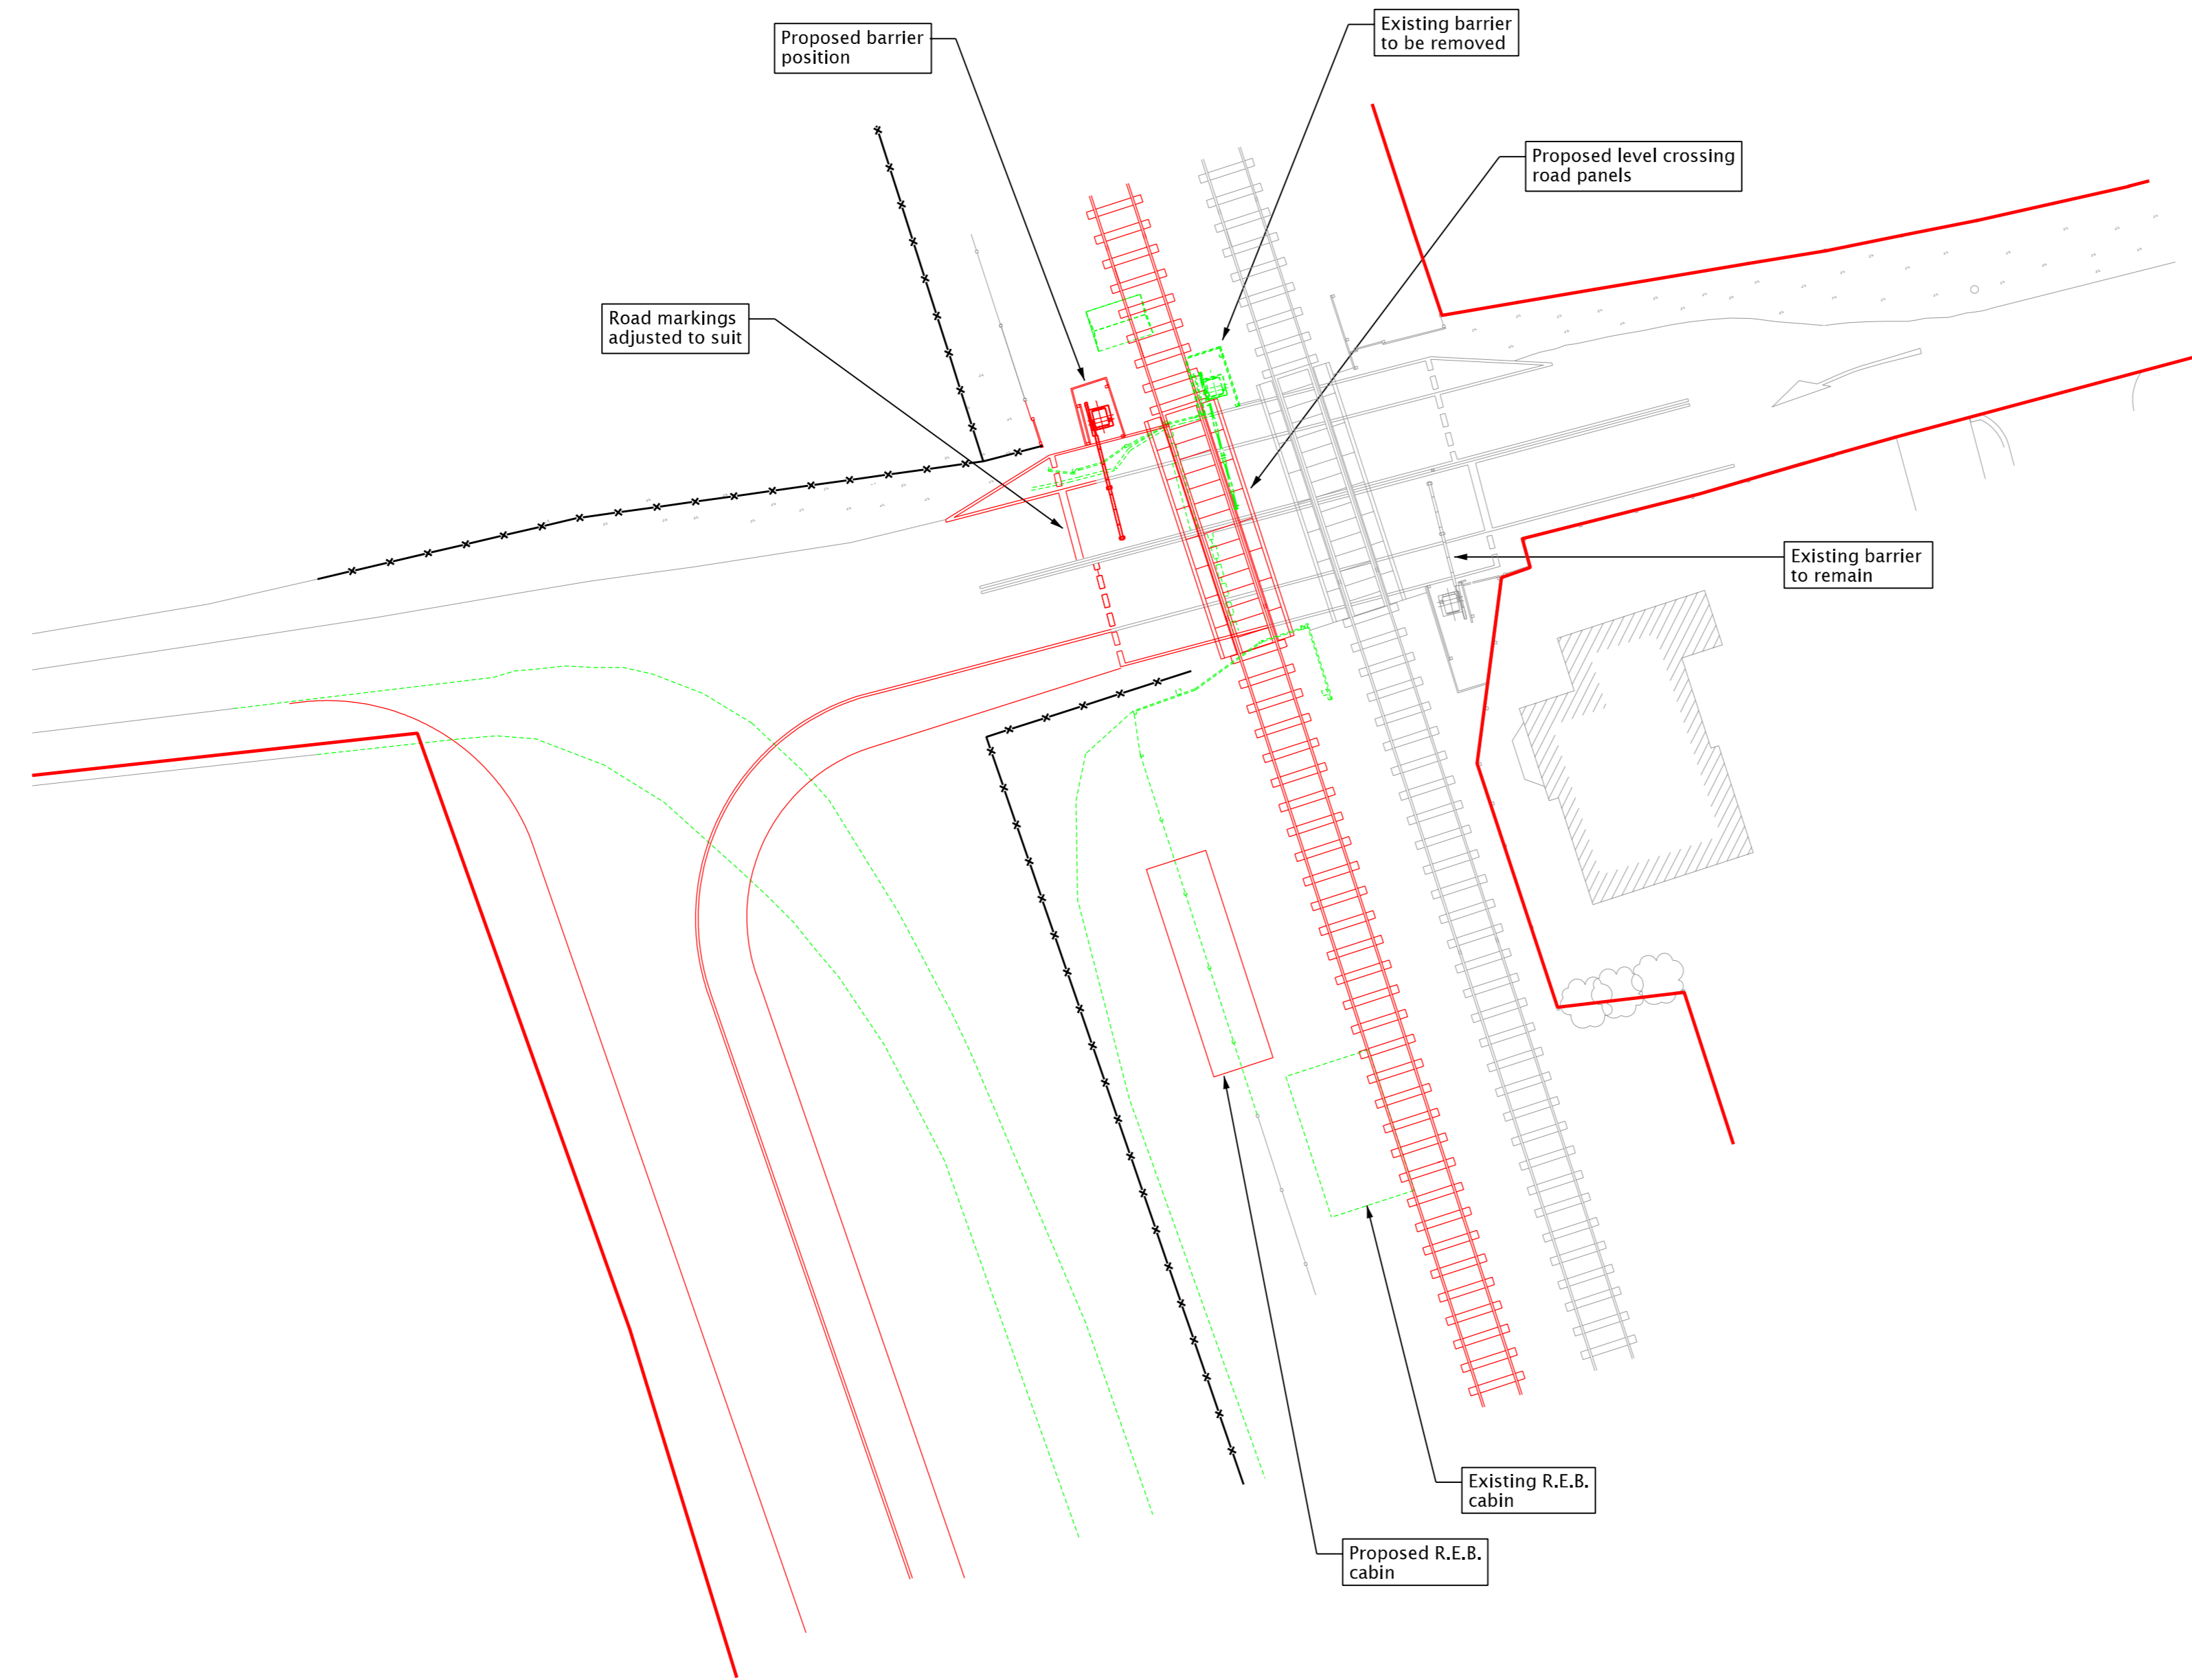 Existing barrier
to be removed
Proposed barrier
position
Proposed level crossing
road panels
Road markings
adjusted to suit
Existing barrier
to remain
Existing R.E.B.
cabin
Proposed R.E.B.
cabin